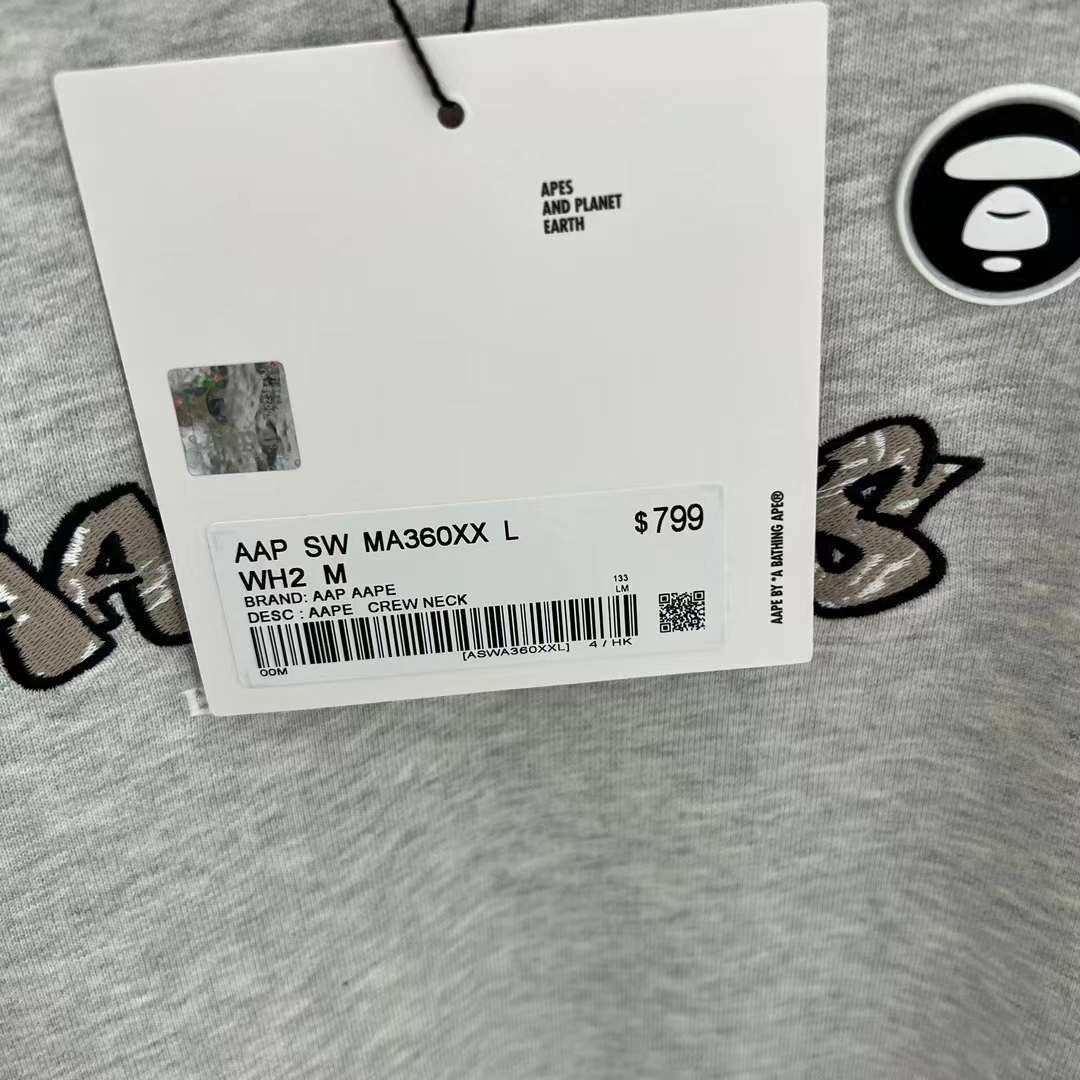 APES
AND PLANET
EARTH
AAP SW MA360XX L
$799
WH2 M
BRAND: AAP AAPE
133
DESC : AAPE CREW NECK
LM
[ASWA360XXL] 4 / HK
00M
AAPE BY *A BATHING APE®